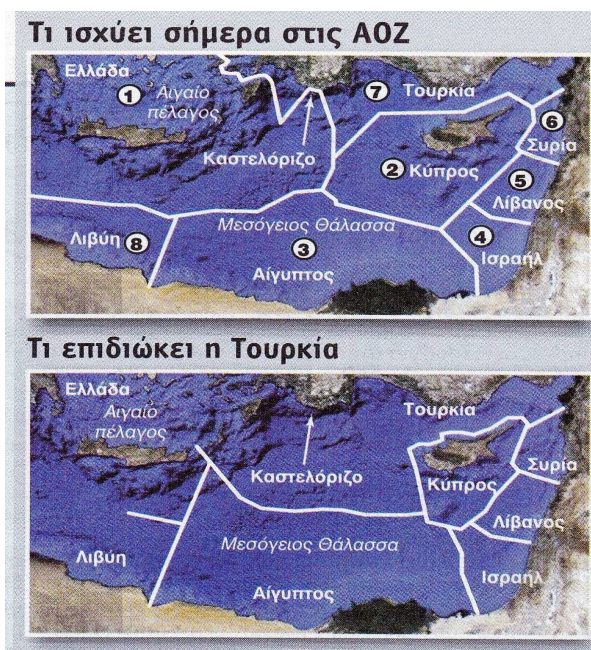 Τι ισχύει σήμερα στις ΑΟΖ
Ελλάδα
1
Αιγαίο
πέλαγος
7
Τουρκία
6
Συρία
Καστελόριζο
2 Κύπρος
5
Λίβανος
Μεσόγειος Θάλασσα
Λιβύη 8
3
4
Ισραήλ
Αίγυπτος
Τι επιδιώκει η Τουρκία
Ελλάδα
Αιγαίο
πέλαγος
Τουρκία
Καστελόριζο
Κύπρος
Συρία
Λίβανος
Μεσόγειος Θάλασσα
Λιβύη
Ισραήλ
Αίγυπτος